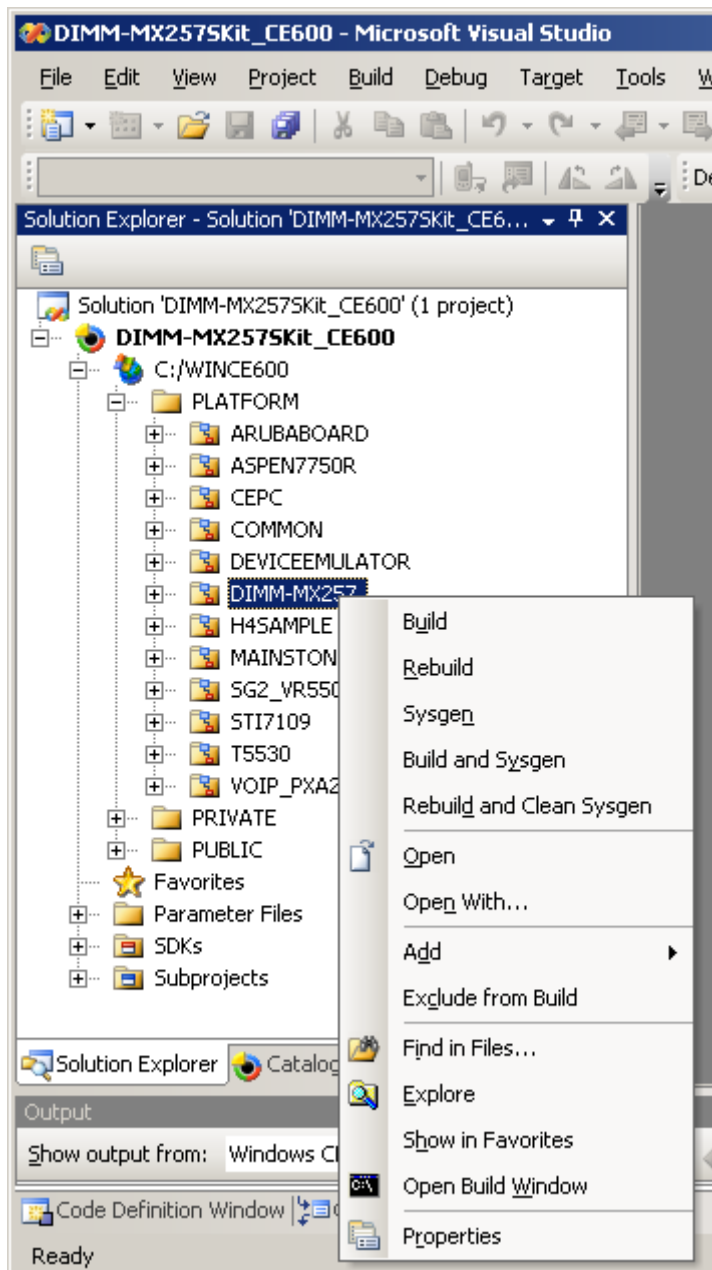 DIMM-MX257SKit_CE600 - Microsoft Visual Studio
File Edit View Project Build Debug Target Tools W
De
Solution Explorer - Solution 'DIMM-MX257SKit_CE6...
Solution 'DIMM-MX257SKit_CE600' (1 project)
DIMM-MX257SKit_CE600
C:/WINCE600
PLATFORM
ARUBABOARD
ASPEN7750R
CEPC
COMMON
DEVICEEMULATOR
DIMM-MX257
H4SAMPLE
MAINSTON
SG2_VR550
STI7109
T5530
VOIP_PXA2
PRIVATE
PUBLIC
Favorites
Parameter Files
SDKs
Subprojects
Build
Rebuild
Sysgen
Build and Sysgen
Rebuild and Clean Sysgen
Open
Open With...
Add
Exclude from Build
Find in Files...
Explore
Show in Favorites
Open Build Window
Properties
Solution Explorer Catalog
Output
Show output from: Windows C
Code Definition Window
Ready